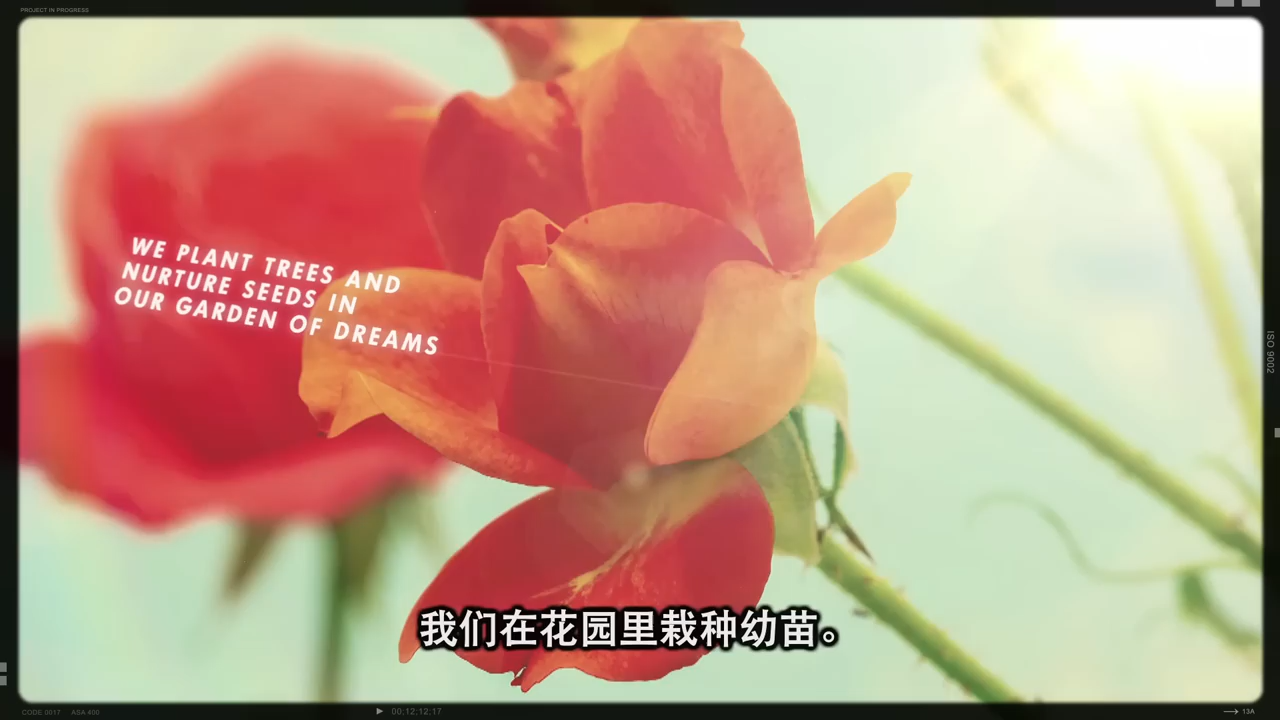 PROJECT IN PROGRESS
WE PLANT TREES AND
NURTURE SEEDS IN
OUR GARDEN OF DREAMS
ISO 9002
我们在花园里栽种幼苗。
CODE 0017 ASA 400
00:12:12:17
13A